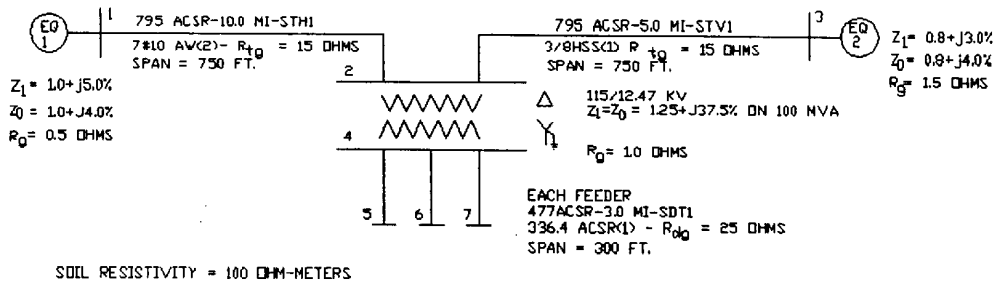 EQ
1
1
795 ACSR-10.0 MI-STH1
7#10 AW(2)- Rtg = 15 OHMS
SPAN = 750 FT.
Z1= 1.0+j5.0%
Z0= 1.0+J4.0%
Rg= 0.5 OHMS
795 ACSR-5.0 MI-STV1
3/8HSS(1) R tg = 15 OHMS
SPAN = 750 FT.
3
EQ
2
Z1= 0.8+J3.0%
Z0= 0.8+J4.0%
Rg= 1.5 OHMS
2
4
115/12.47 KV
Z1=Z0 = 1.25+J37.5% ON 100 MVA
Rg= 1.0 OHMS
5
6
7
EACH FEEDER
477ACSR-3.0 MI-SDT1
336.4 ACSR(1) - Rdg = 25 OHMS
SPAN = 300 FT.
SOIL RESISTIVITY = 100 OHM-METERS